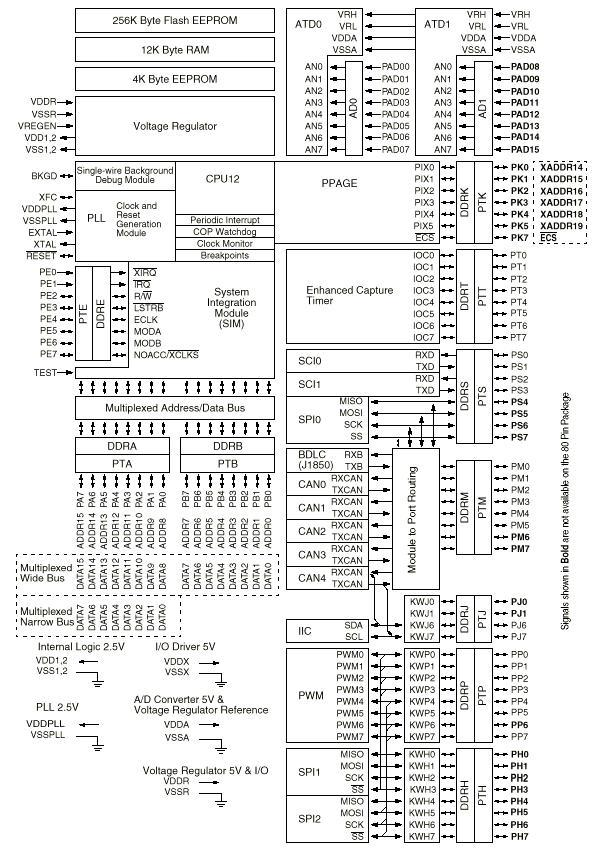 256K Byte Flash EEPROM
12K Byte RAM
4K Byte EEPROM
VDDR
VSSR
VREGEN
VDD1,2
VSS1,2
Voltage Regulator
BKGD
Single-wire Background
Debug Module
CPU12
XFC
VDDPLL
VSSPLL
EXTAL
XTAL
RESET
PLL
Clock and
Reset
Generation
Module
Periodic Interrupt
COP Watchdog
Clock Monitor
Breakpoints
PE0
PE1
PE2
PE3
PE4
PE5
PE6
PE7
TEST
PTE
DDRE
XIRQ
IRQ
R/W
LSTRB
ECLK
MODA
MODB
NOACC/XCLKS
System
Integration
Module
(SIM)
Multiplexed Address/Data Bus
DDRA
PTA
DDRB
PTB
PA7
PA6
PA5
PA4
PA3
PA2
PA1
PA0
PB7
PB6
PB5
PB4
PB3
PB2
PB1
PB0
ADDR15
ADDR14
ADDR13
ADDR12
ADDR11
ADDR10
ADDR9
ADDR8
ADDR7
ADDR6
ADDR5
ADDR4
ADDR3
ADDR2
ADDR1
ADDR0
Multiplexed
Wide Bus
DATA15
DATA14
DATA13
DATA12
DATA11
DATA10
DATA9
DATA8
DATA7
DATA6
DATA5
DATA4
DATA3
DATA2
DATA1
DATA0
Multiplexed
Narrow Bus
DATA7
DATA6
DATA5
DATA4
DATA3
DATA2
DATA1
DATA0
Internal Logic 2.5V
VDD1,2
VSS1,2
I/O Driver 5V
VDDX
VSSX
PLL 2.5V
VDDPLL
VSSPLL
A/D Converter 5V &
Voltage Regulator Reference
VDDA
VSSA
Voltage Regulator 5V & I/O
VDDR
VSSR
ATD0
VRH
VRL
VDDA
VSSA
AN0
AN1
AN2
AN3
AN4
AN5
AN6
AN7
AD0
PAD00
PAD01
PAD02
PAD03
PAD04
PAD05
PAD06
PAD07
ATD1
VRH
VRL
VDDA
VSSA
VRH
VRL
VDDA
VSSA
AN0
AN1
AN2
AN3
AN4
AN5
AN6
AN7
AD1
PAD08
PAD09
PAD10
PAD11
PAD12
PAD13
PAD14
PAD15
PPAGE
PIX0
PIX1
PIX2
PIX3
PIX4
PIX5
ECS
DDRK
PTK
PK0
PK1
PK2
PK3
PK4
PK5
PK7
XADDR14
XADDR15
XADDR16
XADDR17
XADDR18
XADDR19
ECS
Enhanced Capture
Timer
IOC0
IOC1
IOC2
IOC3
IOC4
IOC5
IOC6
IOC7
DDRT
PTT
PT0
PT1
PT2
PT3
PT4
PT5
PT6
PT7
SCI0
RXD
TXD
SCI1
RXD
TXD
SPI0
MISO
MOSI
SCK
SS
DDRS
PTS
PS0
PS1
PS2
PS3
PS4
PS5
PS6
PS7
BDLC
(J1850)
RXB
TXB
CAN0
RXCAN
TXCAN
CAN1
RXCAN
TXCAN
CAN2
RXCAN
TXCAN
CAN3
RXCAN
TXCAN
CAN4
RXCAN
TXCAN
Module to Port Routing
DDRM
PTM
PM0
PM1
PM2
PM3
PM4
PM5
PM6
PM7
IIC
SDA
SCL
KWJ0
KWJ1
KWJ6
KWJ7
DDRJ
PTJ
PJ0
PJ1
PJ6
PJ7
PWM
PWM0
PWM1
PWM2
PWM3
PWM4
PWM5
PWM6
PWM7
KWP0
KWP1
KWP2
KWP3
KWP4
KWP5
KWP6
KWP7
DDRP
PTP
PP0
PP1
PP2
PP3
PP4
PP5
PP6
PP7
SPI1
MISO
MOSI
SCK
SS
SPI2
MISO
MOSI
SCK
SS
KWH0
KWH1
KWH2
KWH3
KWH4
KWH5
KWH6
KWH7
DDRH
PTH
PH0
PH1
PH2
PH3
PH4
PH5
PH6
PH7
Signals shown in Bold are not available on the 80 Pin Package